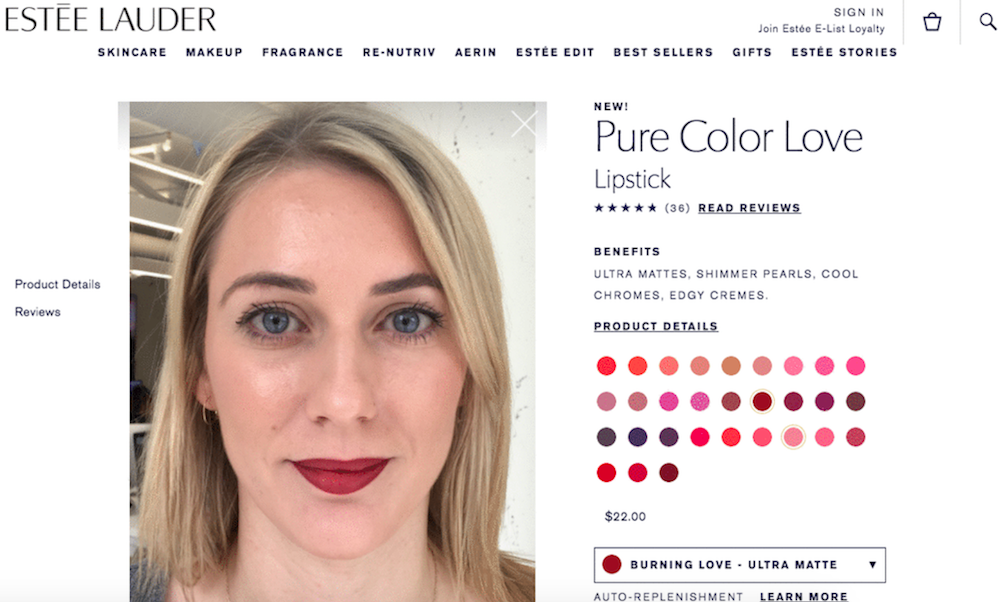 ESTĒE LAUDER
SIGN IN
Join Estée E-List Loyalty
SKINCARE MAKEUP FRAGRANCE RE-NUTRIV AERIN ESTÉE EDIT BEST SELLERS GIFTS ESTÉE STORIES
Product Details
Reviews
NEW!
Pure Color Love
Lipstick
★★★★★ (36) READ REVIEWS
BENEFITS
ULTRA MATTES, SHIMMER PEARLS, COOL
CHROMES, EDGY CREMES.
PRODUCT DETAILS
$22.00
BURNING LOVE - ULTRA MATTE ▼
AUTO-REPLENISHMENT LEARN MORE